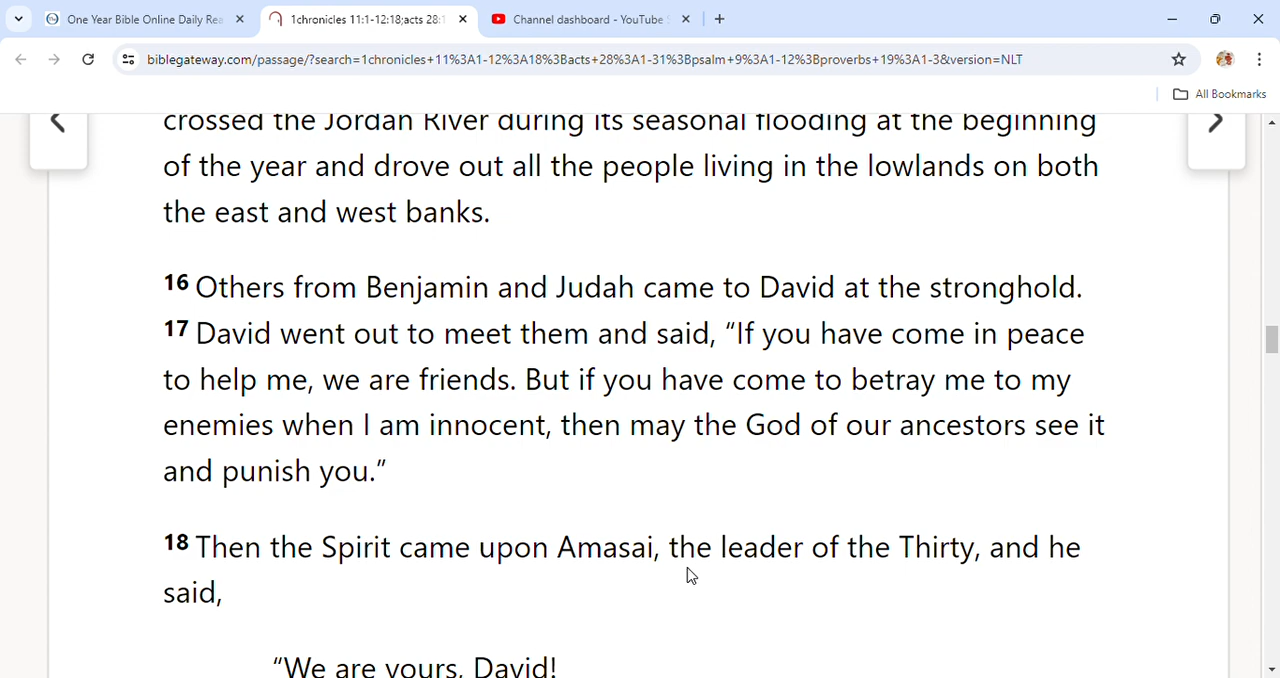 One Year Bible Online Daily Rea
1chronicles 11:1-12:18;acts 28:1
Channel dashboard - YouTube S
biblegateway.com/passage/?search=1chronicles+11%3A1-12%3A18%3Bacts+28%3A1-31%3Bpsalm+9%3A1-12%3Bproverbs+19%3A1-3&version=NLT
All Bookmarks
crossed the Jordan River during its seasonal flooding at the beginning
of the year and drove out all the people living in the lowlands on both
the east and west banks.
16 Others from Benjamin and Judah came to David at the stronghold.
17 David went out to meet them and said, “If you have come in peace
to help me, we are friends. But if you have come to betray me to my
enemies when I am innocent, then may the God of our ancestors see it
and punish you.”
18 Then the Spirit came upon Amasai, the leader of the Thirty, and he
said,
“We are yours, David!